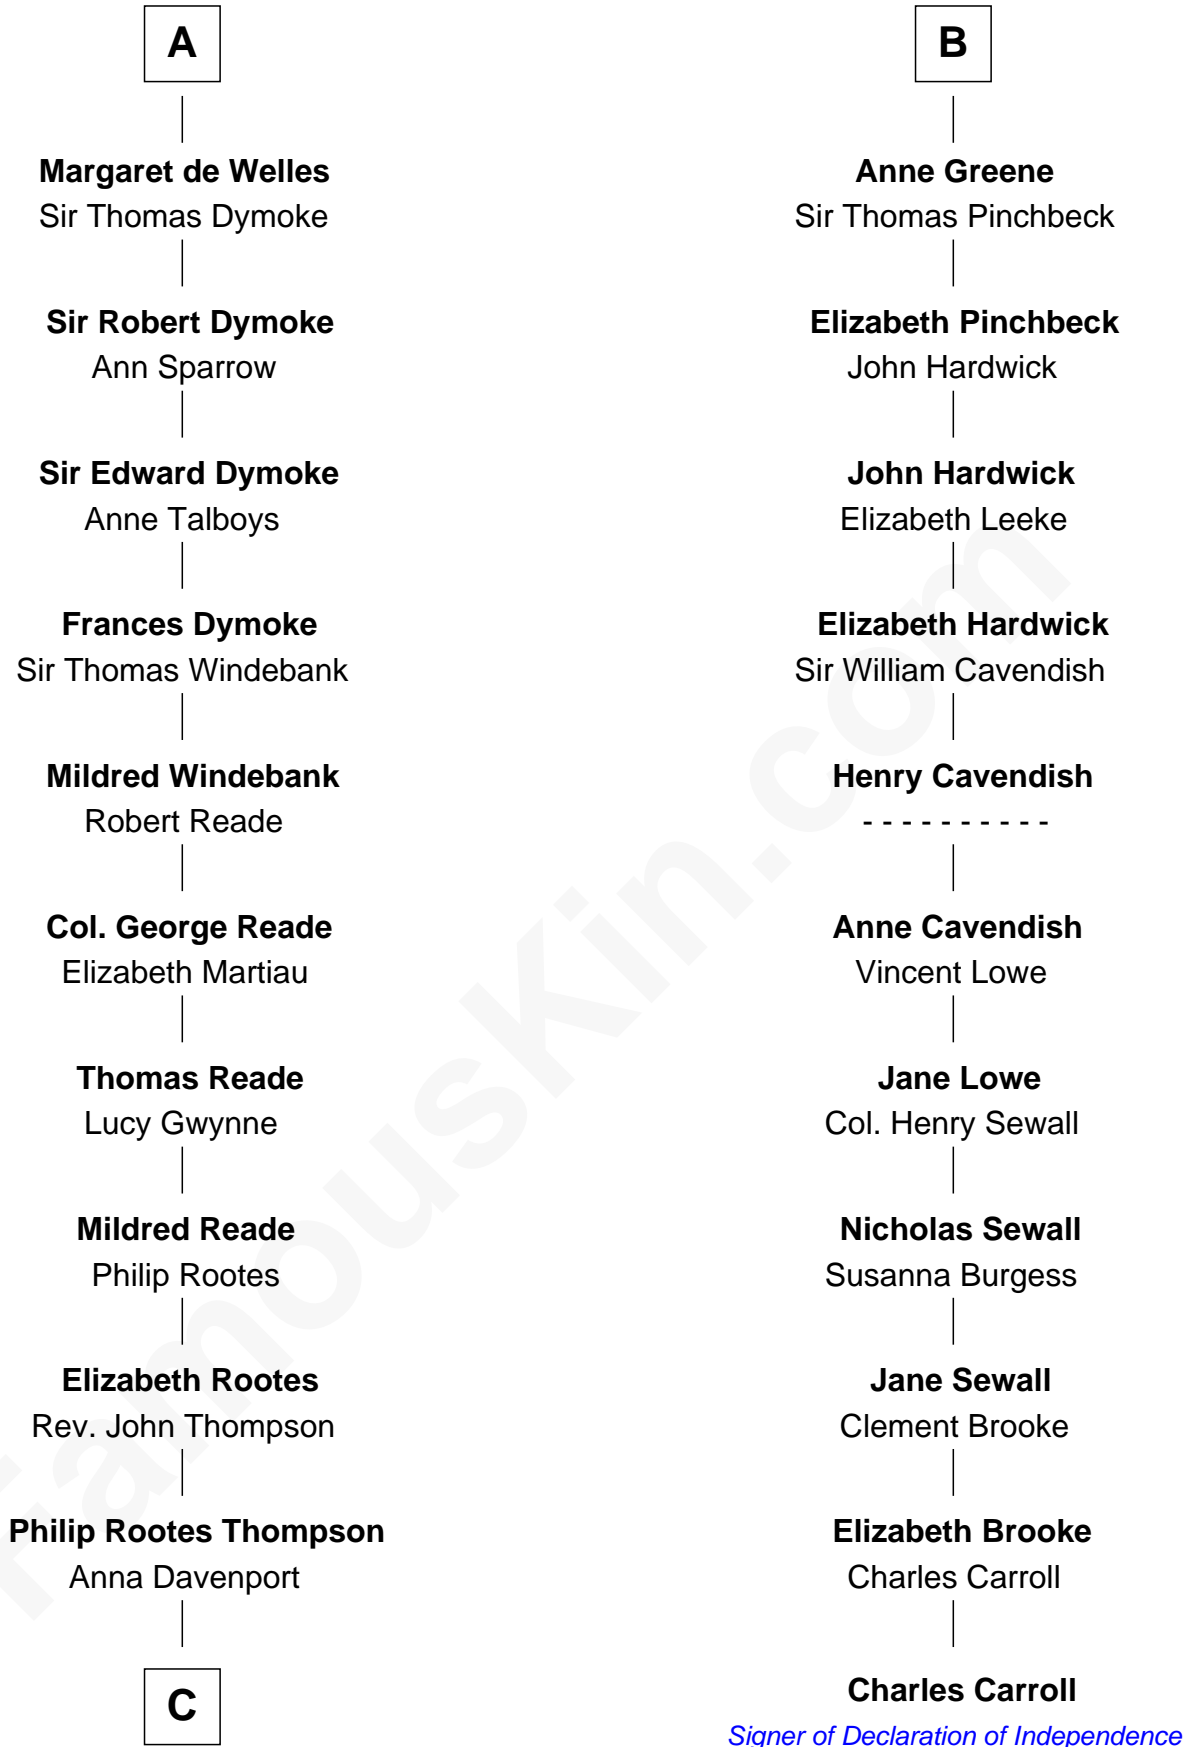 A
Margaret de Welles
Sir Thomas Dymoke
Sir Robert Dymoke
Ann Sparrow
Sir Edward Dymoke
Anne Talboys
Frances Dymoke
Sir Thomas Windebank
Mildred Windebank
Robert Reade
Col. George Reade
Elizabeth Martiau
Thomas Reade
Lucy Gwynne
Mildred Reade
Philip Rootes
Elizabeth Rootes
Rev. John Thompson
Philip Rootes Thompson
Anna Davenport
C
B
Anne Greene
Sir Thomas Pinchbeck
Elizabeth Pinchbeck
John Hardwick
John Hardwick
Elizabeth Leeke
Elizabeth Hardwick
Sir William Cavendish
Henry Cavendish
- - - - - - - - - -
Anne Cavendish
Vincent Lowe
Jane Lowe
Col. Henry Sewall
Nicholas Sewall
Susanna Burgess
Jane Sewall
Clement Brooke
Elizabeth Brooke
Charles Carroll
Charles Carroll
Signer of Declaration of Independence
FamousKin.com